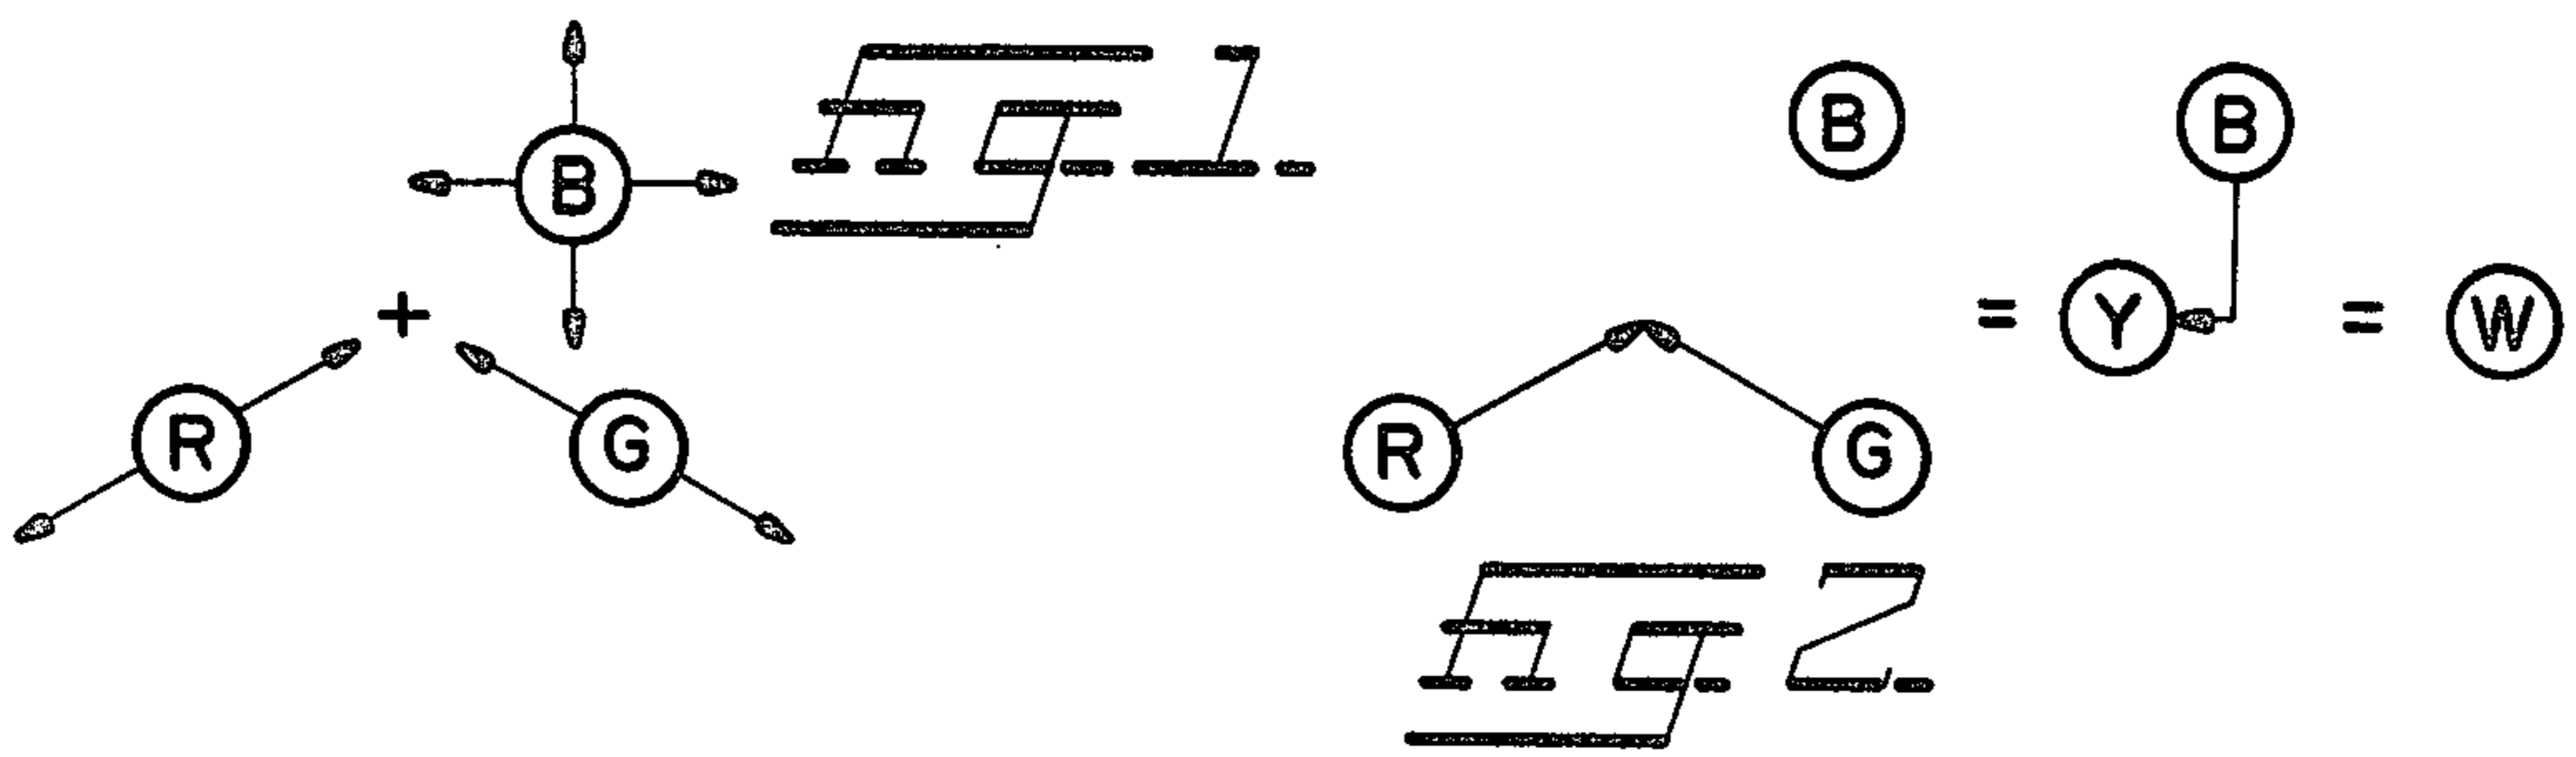 B
Fig. 1.
+
R G
B B
= Y = W
R G
Fig. 2.